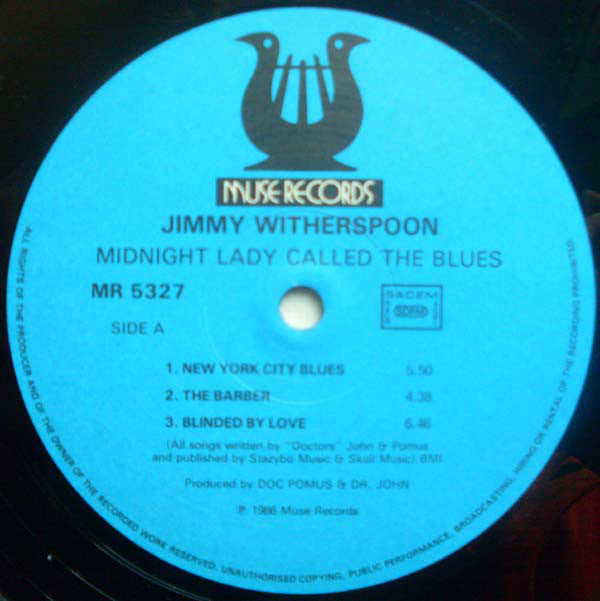 MUSE RECORDS
JIMMY WITHERSPOON
MIDNIGHT LADY CALLED THE BLUES
MR 5327
SACEM
SDRM
SIDE A
1. NEW YORK CITY BLUES 5.50
2. THE BARBER 4.38
3. BLINDED BY LOVE 6.46
(All songs written by "Doctors" John & Pomus
and published by Stazybo Music & Skull Music) BMI
Produced by DOC POMUS & DR. JOHN
℗ 1986 Muse Records
ALL RIGHTS OF THE PRODUCER AND OF THE OWNER OF THE RECORDED WORK RESERVED. UNAUTHORISED COPYING, PUBLIC PERFORMANCE, BROADCASTING, HIRING OR RENTAL OF THE RECORDING PROHIBITED.